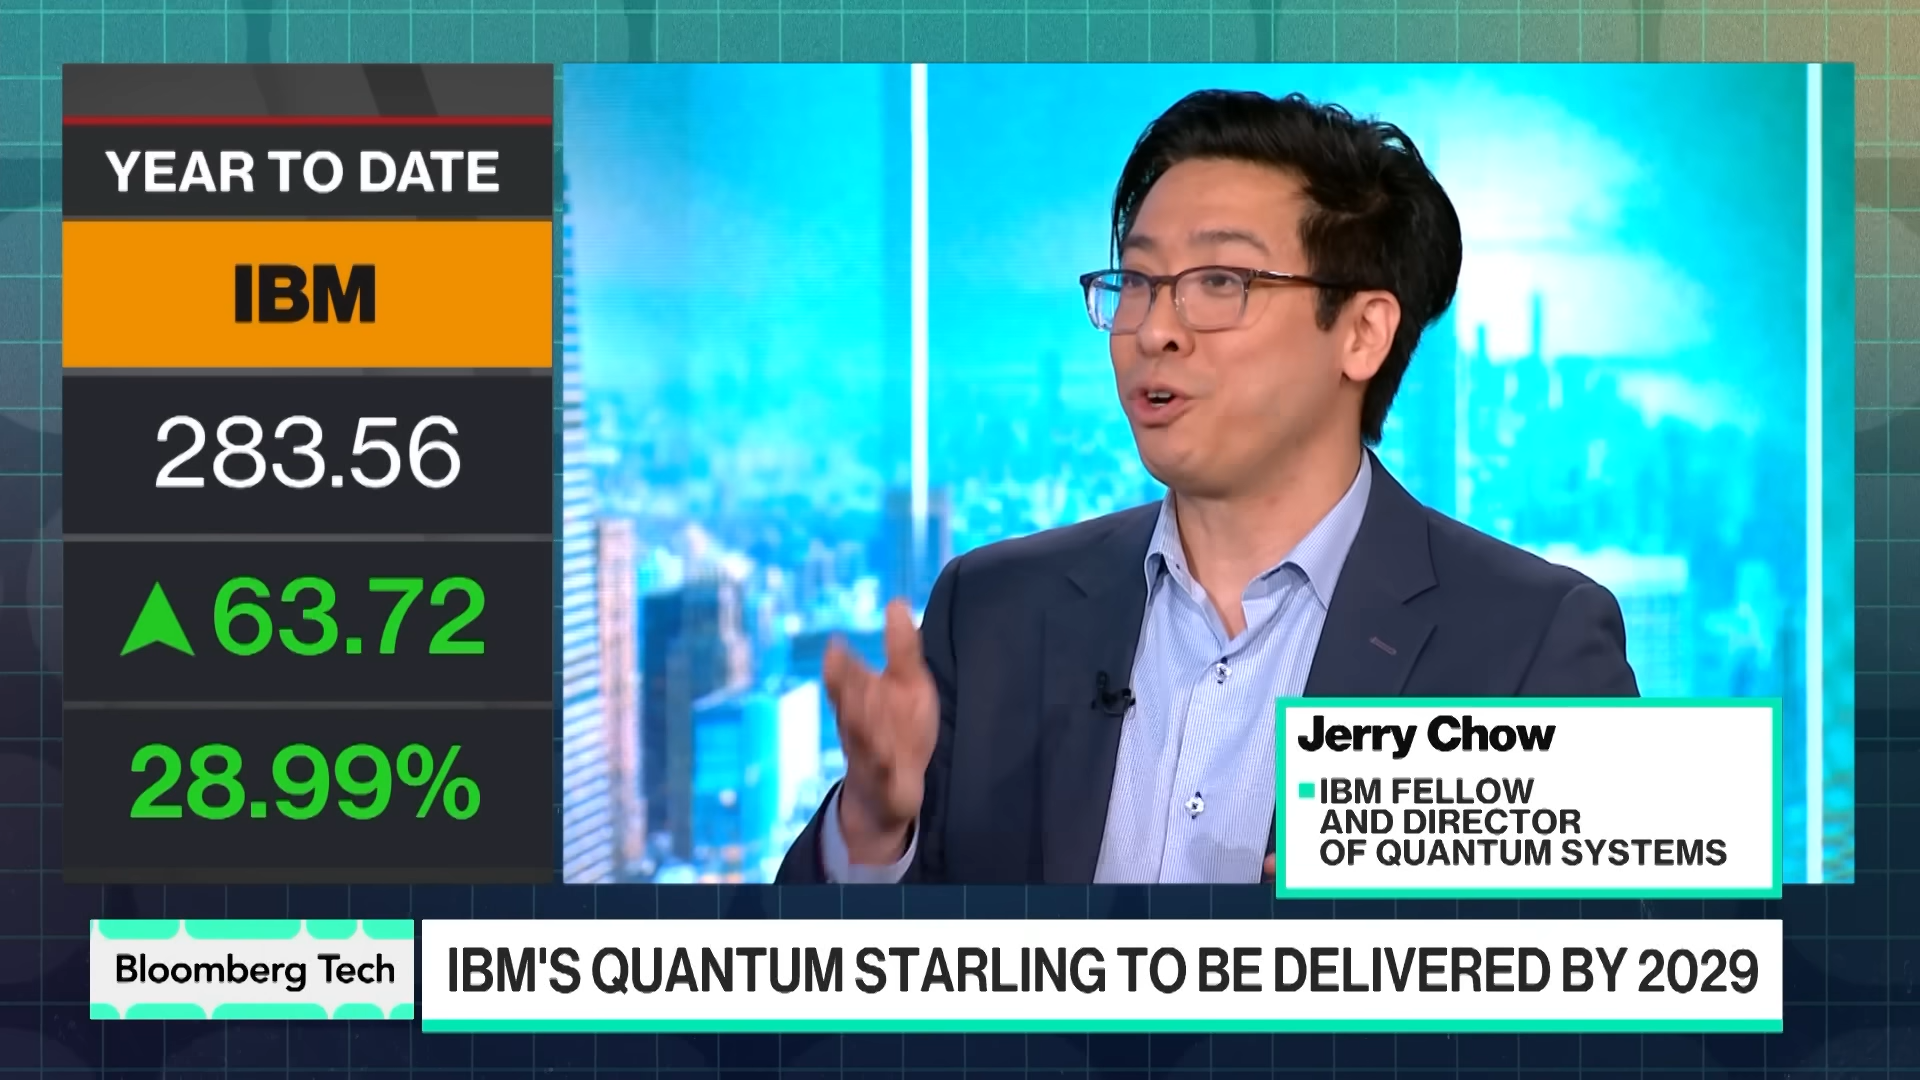 YEAR TO DATE
IBM
283.56
▲63.72
28.99%
Jerry Chow
IBM FELLOW
AND DIRECTOR
OF QUANTUM SYSTEMS
Bloomberg Tech
IBM'S QUANTUM STARLING TO BE DELIVERED BY 2029